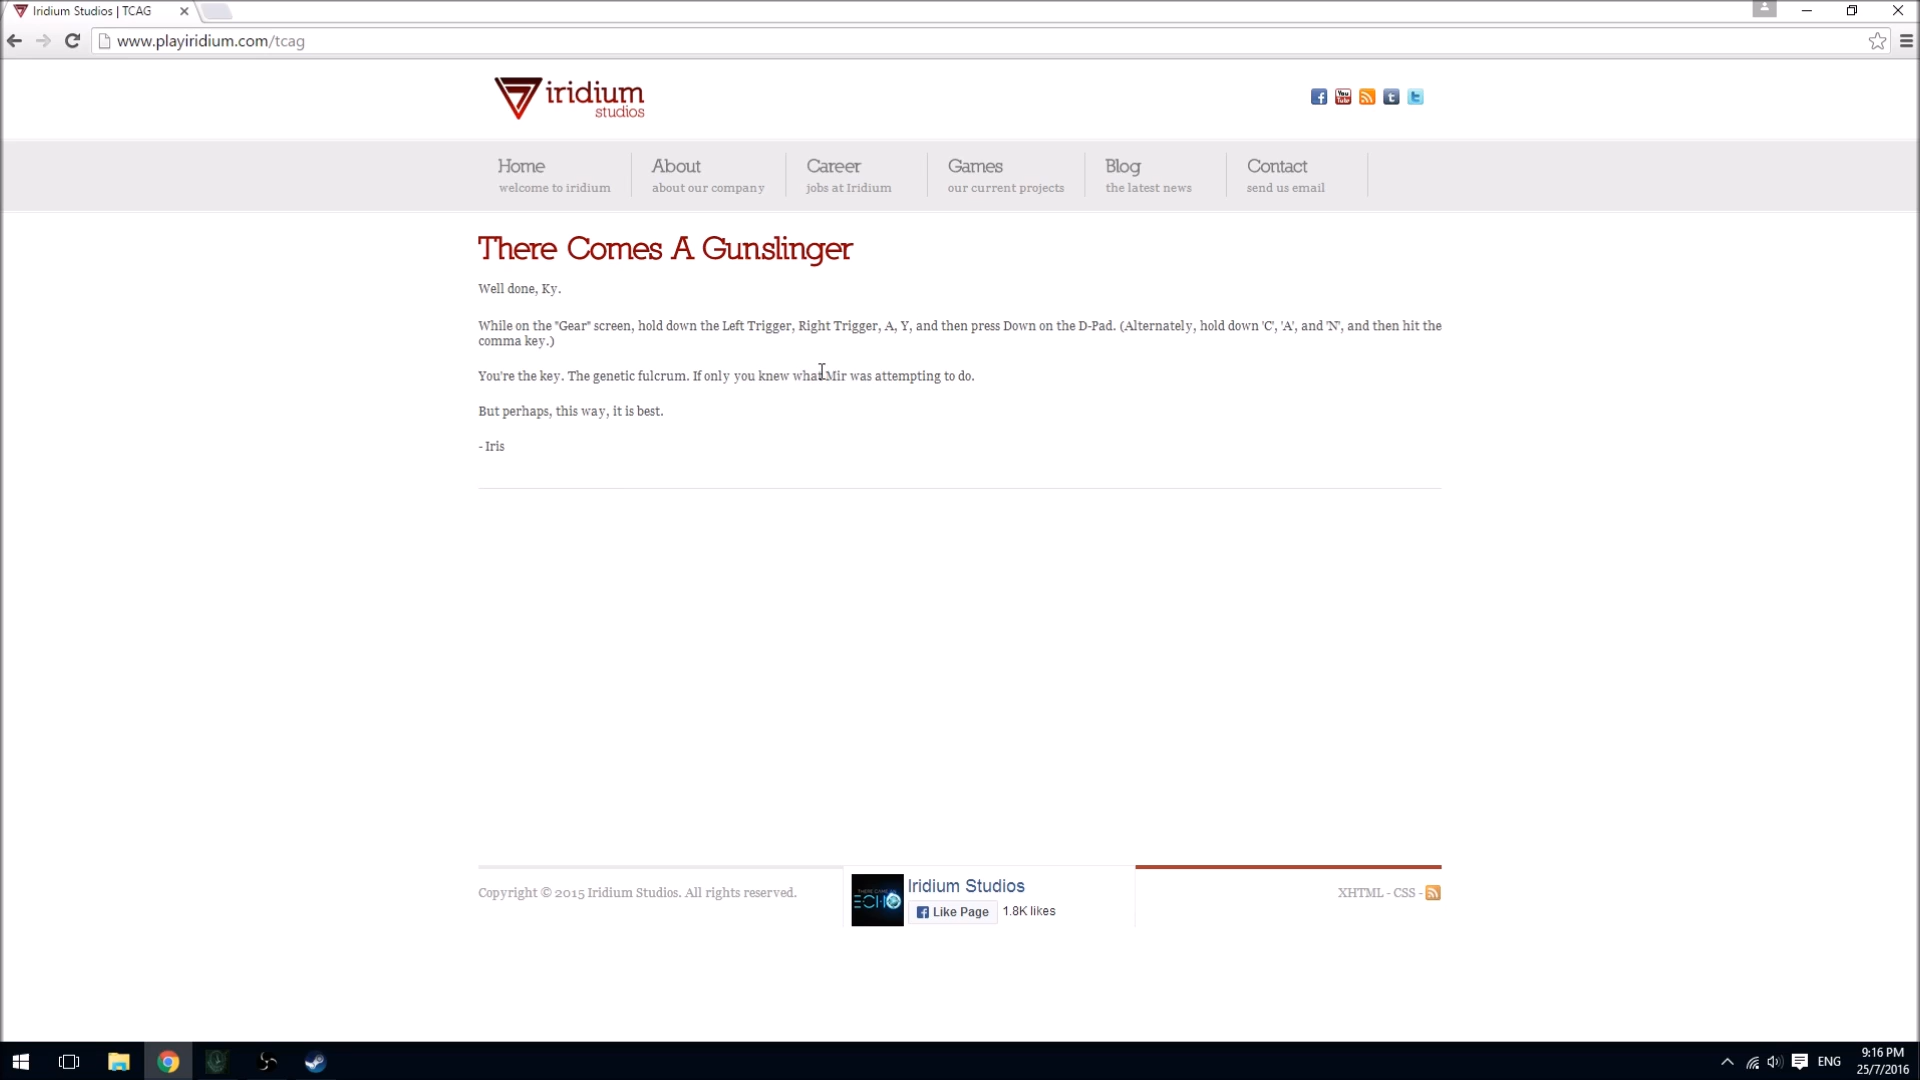 Iridium Studios | TCAG
www.playiridium.com/tcag
iridium
studios
You
Tube
Home
welcome to iridium
About
about our company
Career
jobs at Iridium
Games
our current projects
Blog
the latest news
Contact
send us email
There Comes A Gunslinger
Well done, Ky.
While on the "Gear" screen, hold down the Left Trigger, Right Trigger, A, Y, and then press Down on the D-Pad. (Alternately, hold down 'C', 'A', and 'N', and then hit the
comma key.)
You're the key. The genetic fulcrum. If only you knew what Mir was attempting to do.
But perhaps, this way, it is best.
- Iris
Copyright © 2015 Iridium Studios. All rights reserved.
THERE CAME AN
ECHO
Iridium Studios
Like Page
1.8K likes
XHTML - CSS -
ENG
9:16 PM
25/7/2016